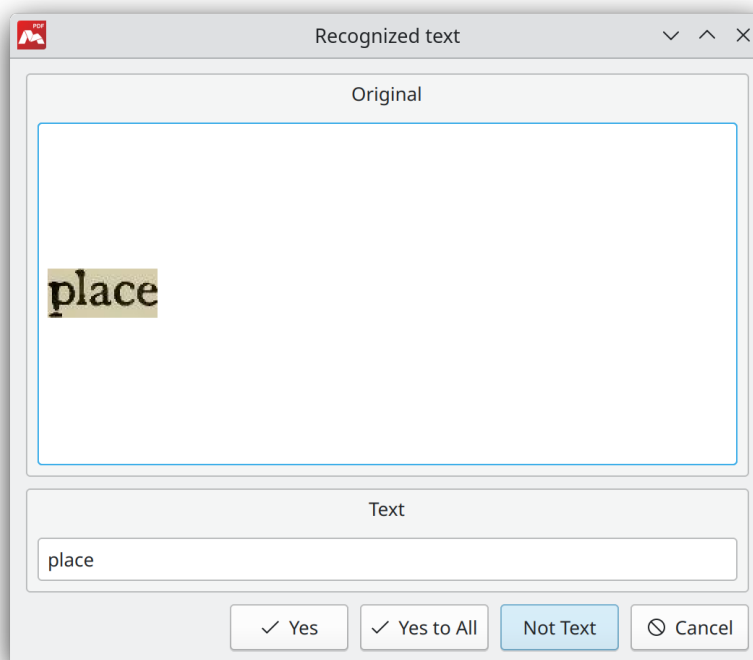 PDF
Recognized text
Original
place
Text
place
Yes
Yes to All
Not Text
Cancel